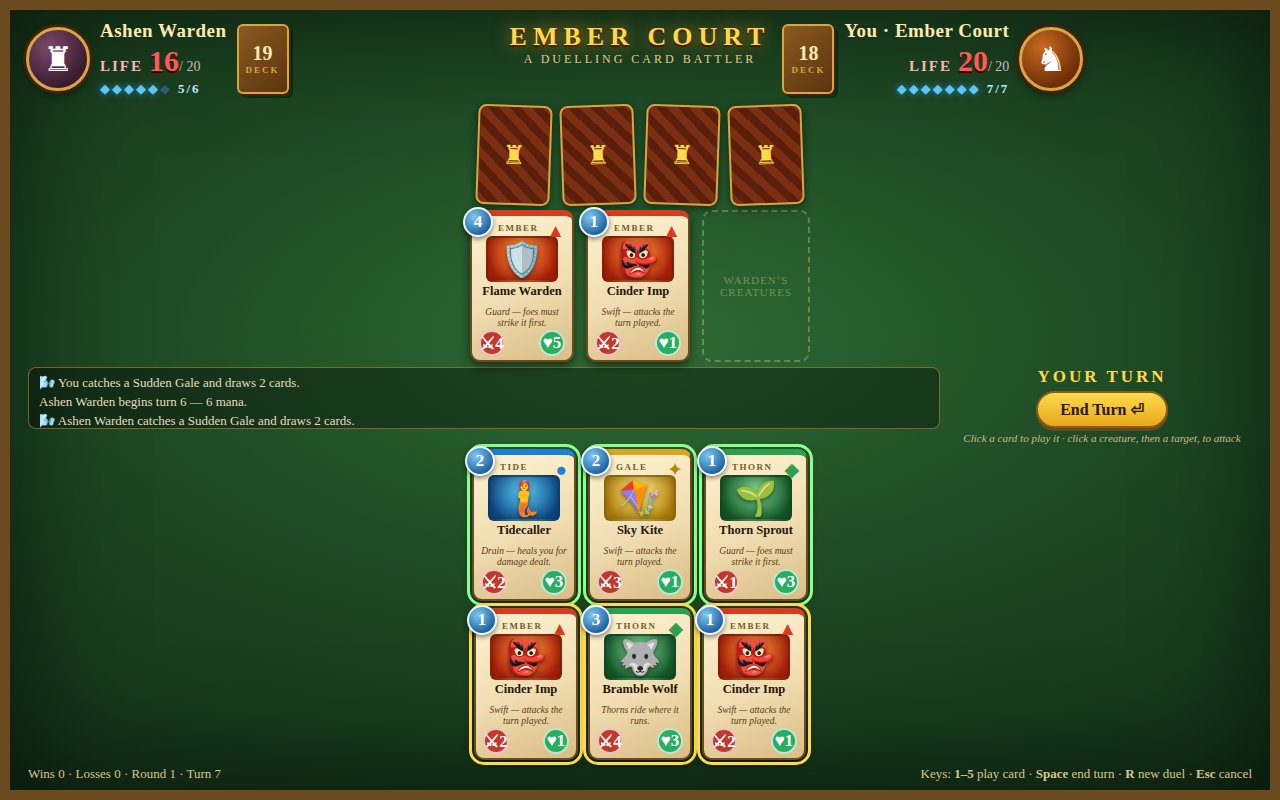 Ashen Warden
LIFE 16 / 20
◆◆◆◆◆◆ 5/6
19
DECK
EMBER COURT
A DUELLING CARD BATTLER
18
DECK
You · Ember Court
LIFE 20 / 20
◆◆◆◆◆◆◆ 7/7
4
EMBER
Flame Warden
Guard — foes must
strike it first.
⚔4
♥5
1
EMBER
Cinder Imp
Swift — attacks the
turn played.
⚔2
♥1
WARDEN'S
CREATURES
You catches a Sudden Gale and draws 2 cards.
Ashen Warden begins turn 6 — 6 mana.
Ashen Warden catches a Sudden Gale and draws 2 cards.
YOUR TURN
End Turn ⏎
Click a card to play it · click a creature, then a target, to attack
2
TIDE
Tidecaller
Drain — heals you for
damage dealt.
⚔2
♥3
2
GALE
Sky Kite
Swift — attacks the
turn played.
⚔3
♥1
1
THORN
Thorn Sprout
Guard — foes must
strike it first.
⚔1
♥3
1
EMBER
Cinder Imp
Swift — attacks the
turn played.
⚔2
♥1
3
THORN
Bramble Wolf
Thorns ride where it
runs.
⚔4
♥3
1
EMBER
Cinder Imp
Swift — attacks the
turn played.
⚔2
♥1
Wins 0 · Losses 0 · Round 1 · Turn 7
Keys: 1–5 play card · Space end turn · R new duel · Esc cancel